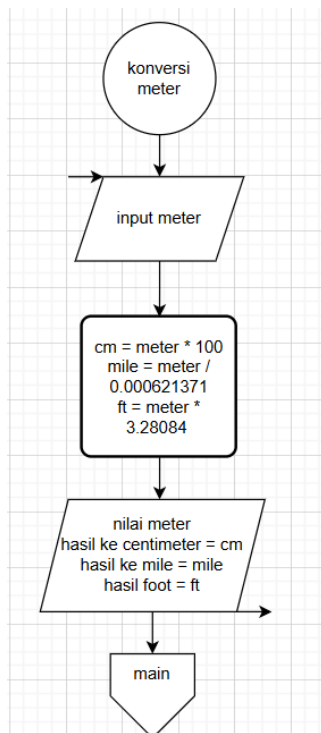 konversi
meter
input meter
cm = meter * 100
mile = meter /
0.000621371
ft = meter *
3.28084
nilai meter
hasil ke centimeter = cm
hasil ke mile = mile
hasil foot = ft
main